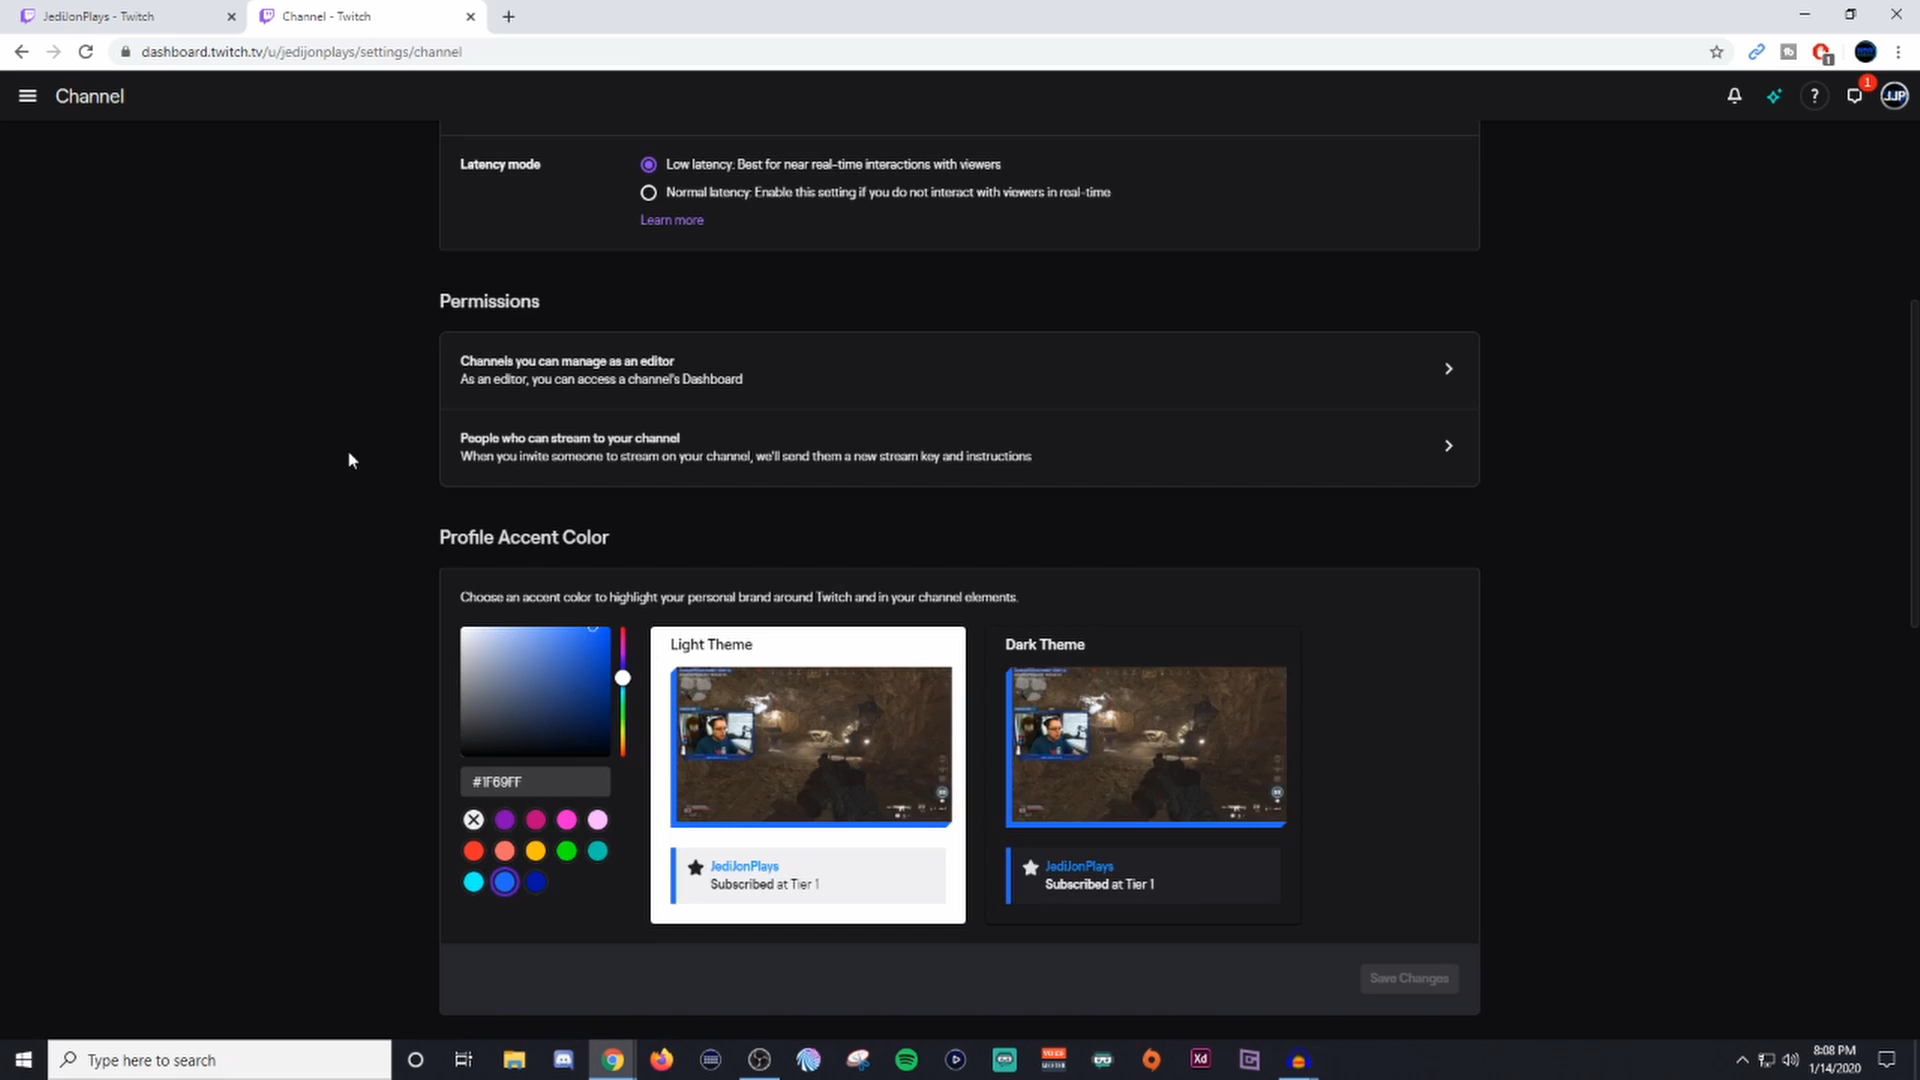 JediJonPlays - Twitch
Channel - Twitch
dashboard.twitch.tv/u/jedijonplays/settings/channel
1
Channel
?
1
JJP
Latency mode
Low latency: Best for near real-time interactions with viewers
Normal latency: Enable this setting if you do not interact with viewers in real-time
Learn more
Permissions
Channels you can manage as an editor
As an editor, you can access a channel's Dashboard
People who can stream to your channel
When you invite someone to stream on your channel, we'll send them a new stream key and instructions
Profile Accent Color
Choose an accent color to highlight your personal brand around Twitch and in your channel elements.
Light Theme
Dark Theme
#1F69FF
JediJonPlays
Subscribed at Tier 1
JediJonPlays
Subscribed at Tier 1
Save Changes
Type here to search
Xd
8:08 PM
1/14/2020